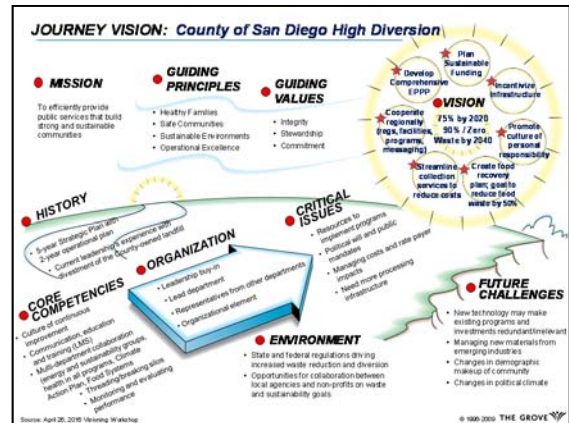 JOURNEY VISION: County of San Diego High Diversion
MISSION
To efficiently provide
public services that build
strong and sustainable
communities
GUIDING
PRINCIPLES
• Healthy Families
• Safe Communities
• Sustainable Environments
• Operational Excellence
GUIDING
VALUES
• Integrity
• Stewardship
• Commitment
Plan
Sustainable
Funding
Develop
Comprehensive
EPPP
Incentivize
Infrastructure
VISION
75% by 2020
90% / Zero
Waste by 2040
Cooperate
regionally
(regs, facilities,
programs,
messaging)
Promote
culture of
personal
responsibility
Streamline
collection
services to
reduce costs
Create food
recovery
plan; goal to
reduce food
waste by 50%
HISTORY
• 5-year Strategic Plan with
2-year operational plan
• Current leadership's experience with
divestment of the County-owned landfill
CRITICAL
ISSUES
• Resources to
implement programs
• Political will and public
mandates
• Managing costs and rate payer
impacts
• Need more processing
infrastructure
ORGANIZATION
• Leadership buy-in
• Lead department
• Representatives from other departments
• Organizational element
CORE
COMPETENCIES
• Culture of continuous
improvement
• Communication, education
and training (LMS)
• Multi-department collaboration
(energy and sustainability groups,
health in all programs, Climate
Action Plan, Food Systems
• Threading/breaking silos
• Monitoring and evaluating
performance
ENVIRONMENT
• State and federal regulations driving
increased waste reduction and diversion
• Opportunities for collaboration between
local agencies and non-profits on waste
and sustainability goals
FUTURE
CHALLENGES
• New technology may make
existing programs and
investments redundant/irrelevant
• Managing new materials from
emerging industries
• Changes in demographic
makeup of community
• Changes in political climate
Source: April 26, 2016 Visioning Workshop
© 1996-2009 THE GROVE